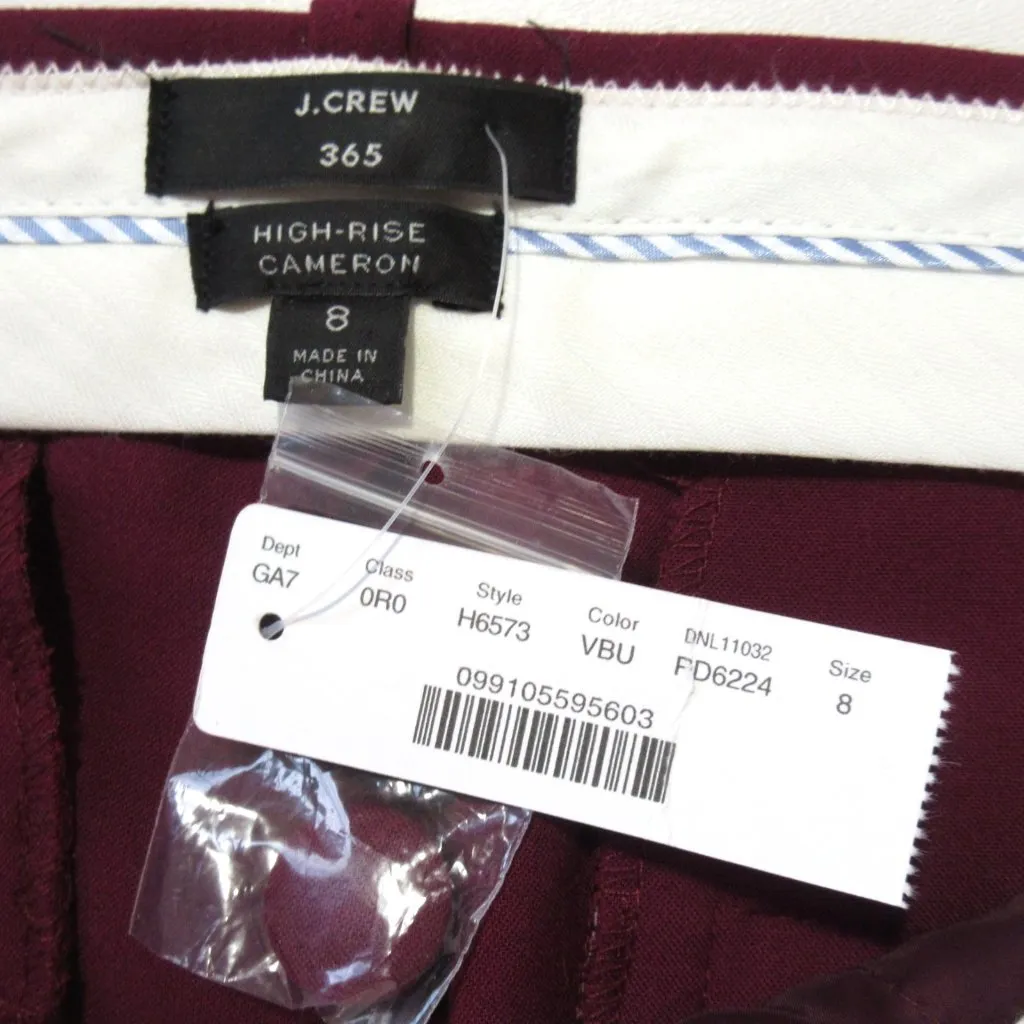 J.CREW
365
HIGH-RISE
CAMERON
8
MADE IN
CHINA
Dept Class Style Color DNL11032 Size
GA7 0R0 H6573 VBU RD6224 8
099105595603